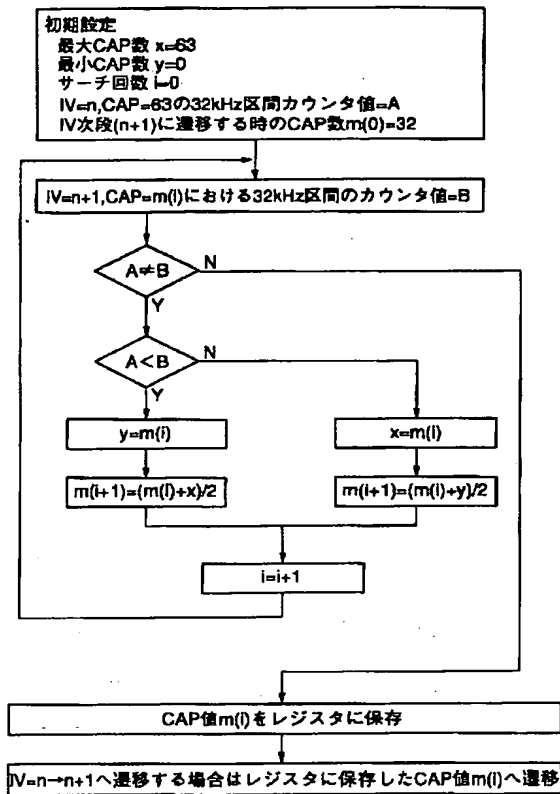 初期設定
最大CAP数 x=63
最小CAP数 y=0
サーチ回数 i=0
IV=n,CAP=63の32kHz区間カウンタ値=A
IV次段(n+1)に遷移する時のCAP数m(0)=32
IV=n+1,CAP=m(i)における32kHz区間のカウンタ値=B
A≠B
N
Y
A<B
N
Y
y=m(i)
x=m(i)
m(i+1)=(m(i)+x)/2
m(i+1)=(m(i)+y)/2
i=i+1
CAP値m(i)をレジスタに保存
IV=n→n+1へ遷移する場合はレジスタに保存したCAP値m(i)へ遷移